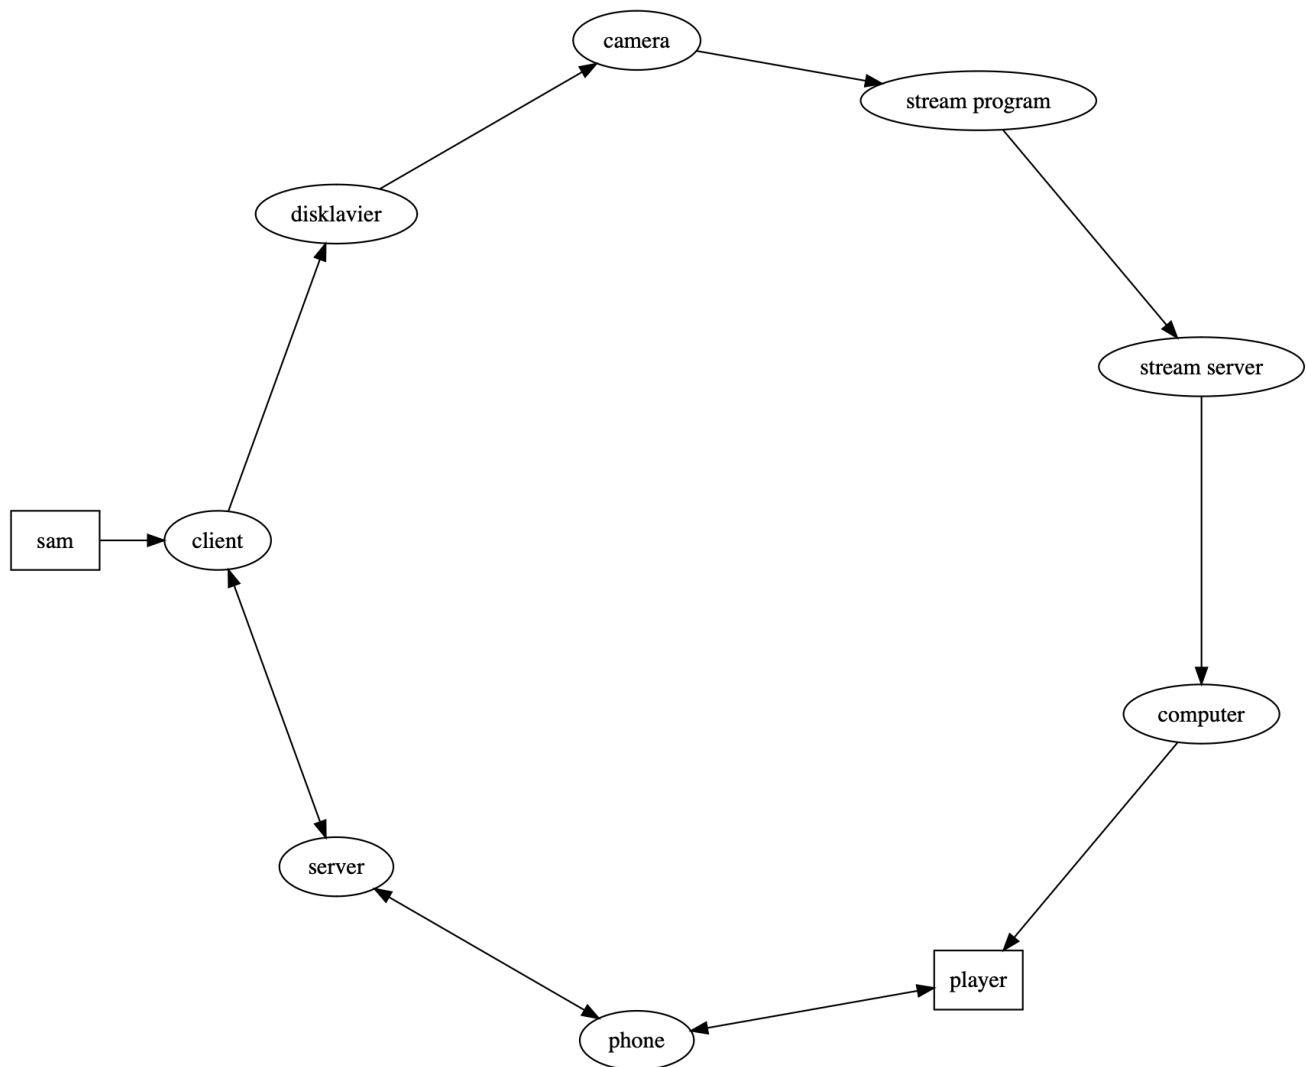 camera
stream program
disklavier
stream server
sam
client
computer
server
player
phone